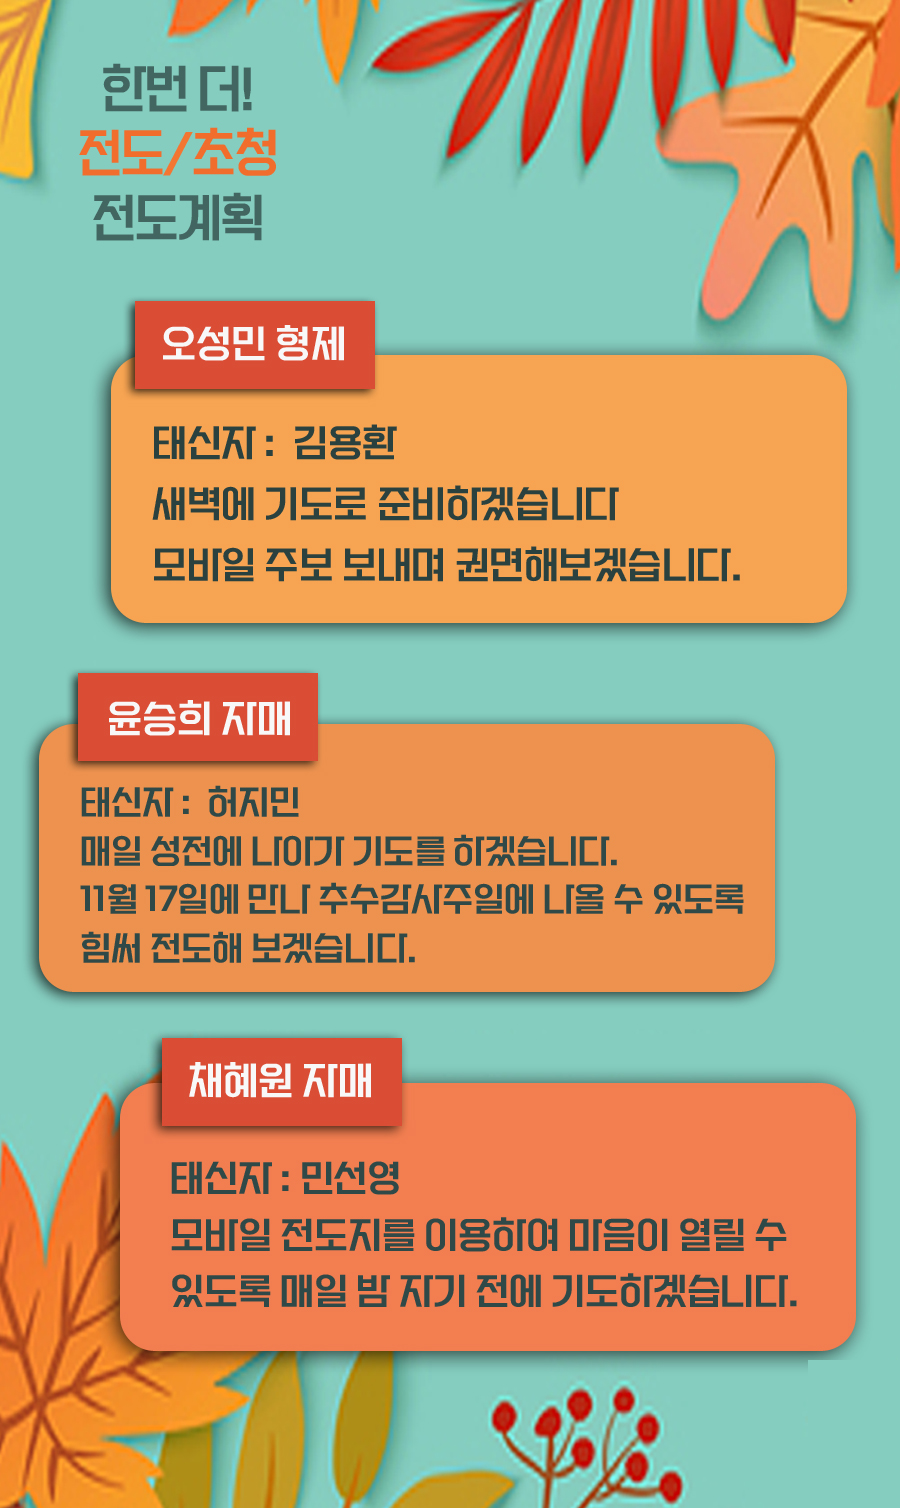 한번 더!
전도/초청
전도계획
오성민 형제
태신자 : 김용환
새벽에 기도로 준비하겠습니다
모바일 주보 보내며 권면해보겠습니다.
윤승희 자매
태신자 : 허지민
매일 성전에 나아가 기도를 하겠습니다.
11월 17일에 만나 추수감사주일에 나올 수 있도록
힘써 전도해 보겠습니다.
채혜원 자매
태신자 : 민선영
모바일 전도지를 이용하여 마음이 열릴 수
있도록 매일 밤 자기 전에 기도하겠습니다.